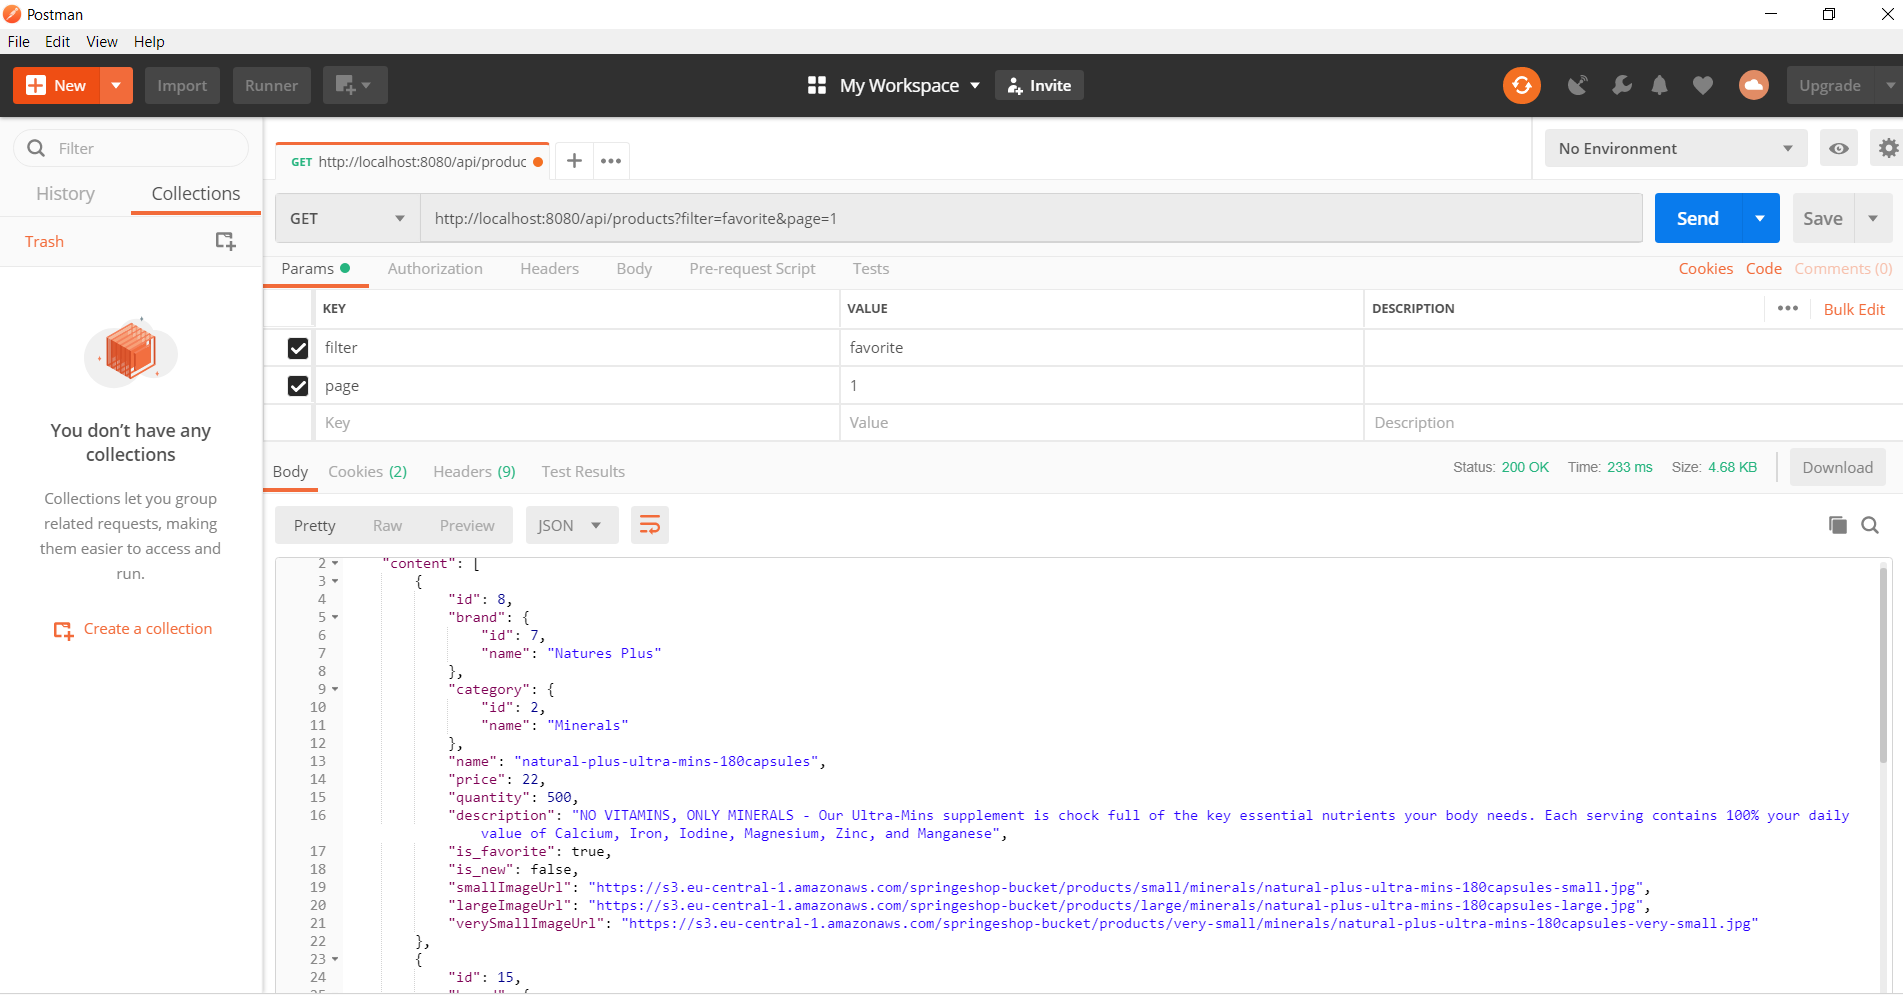 Postman
File Edit View Help
New Import Runner My Workspace Invite Upgrade
Filter
History Collections
Trash
You don’t have any
collections
Collections let you group
related requests, making
them easier to access and
run.
Create a collection
GET http://localhost:8080/api/produc
No Environment
GET http://localhost:8080/api/products?filter=favorite&page=1 Send Save
Params Authorization Headers Body Pre-request Script Tests Cookies Code Comments (0)
KEY VALUE DESCRIPTION Bulk Edit
filter favorite
page 1
Key Value Description
Body Cookies (2) Headers (9) Test Results Status: 200 OK Time: 233 ms Size: 4.68 KB Download
Pretty Raw Preview JSON
2 "content": [
3 {
4 "id": 8,
5 "brand": {
6 "id": 7,
7 "name": "Natures Plus"
8 },
9 "category": {
10 "id": 2,
11 "name": "Minerals"
12 },
13 "name": "natural-plus-ultra-mins-180capsules",
14 "price": 22,
15 "quantity": 500,
16 "description": "NO VITAMINS, ONLY MINERALS - Our Ultra-Mins supplement is chock full of the key essential nutrients your body needs. Each serving contains 100% your daily
value of Calcium, Iron, Iodine, Magnesium, Zinc, and Manganese",
17 "is_favorite": true,
18 "is_new": false,
19 "smallImageUrl": "https://s3.eu-central-1.amazonaws.com/springeshop-bucket/products/small/minerals/natural-plus-ultra-mins-180capsules-small.jpg",
20 "largeImageUrl": "https://s3.eu-central-1.amazonaws.com/springeshop-bucket/products/large/minerals/natural-plus-ultra-mins-180capsules-large.jpg",
21 "verySmallImageUrl": "https://s3.eu-central-1.amazonaws.com/springeshop-bucket/products/very-small/minerals/natural-plus-ultra-mins-180capsules-very-small.jpg"
22 },
23 {
24 "id": 15,